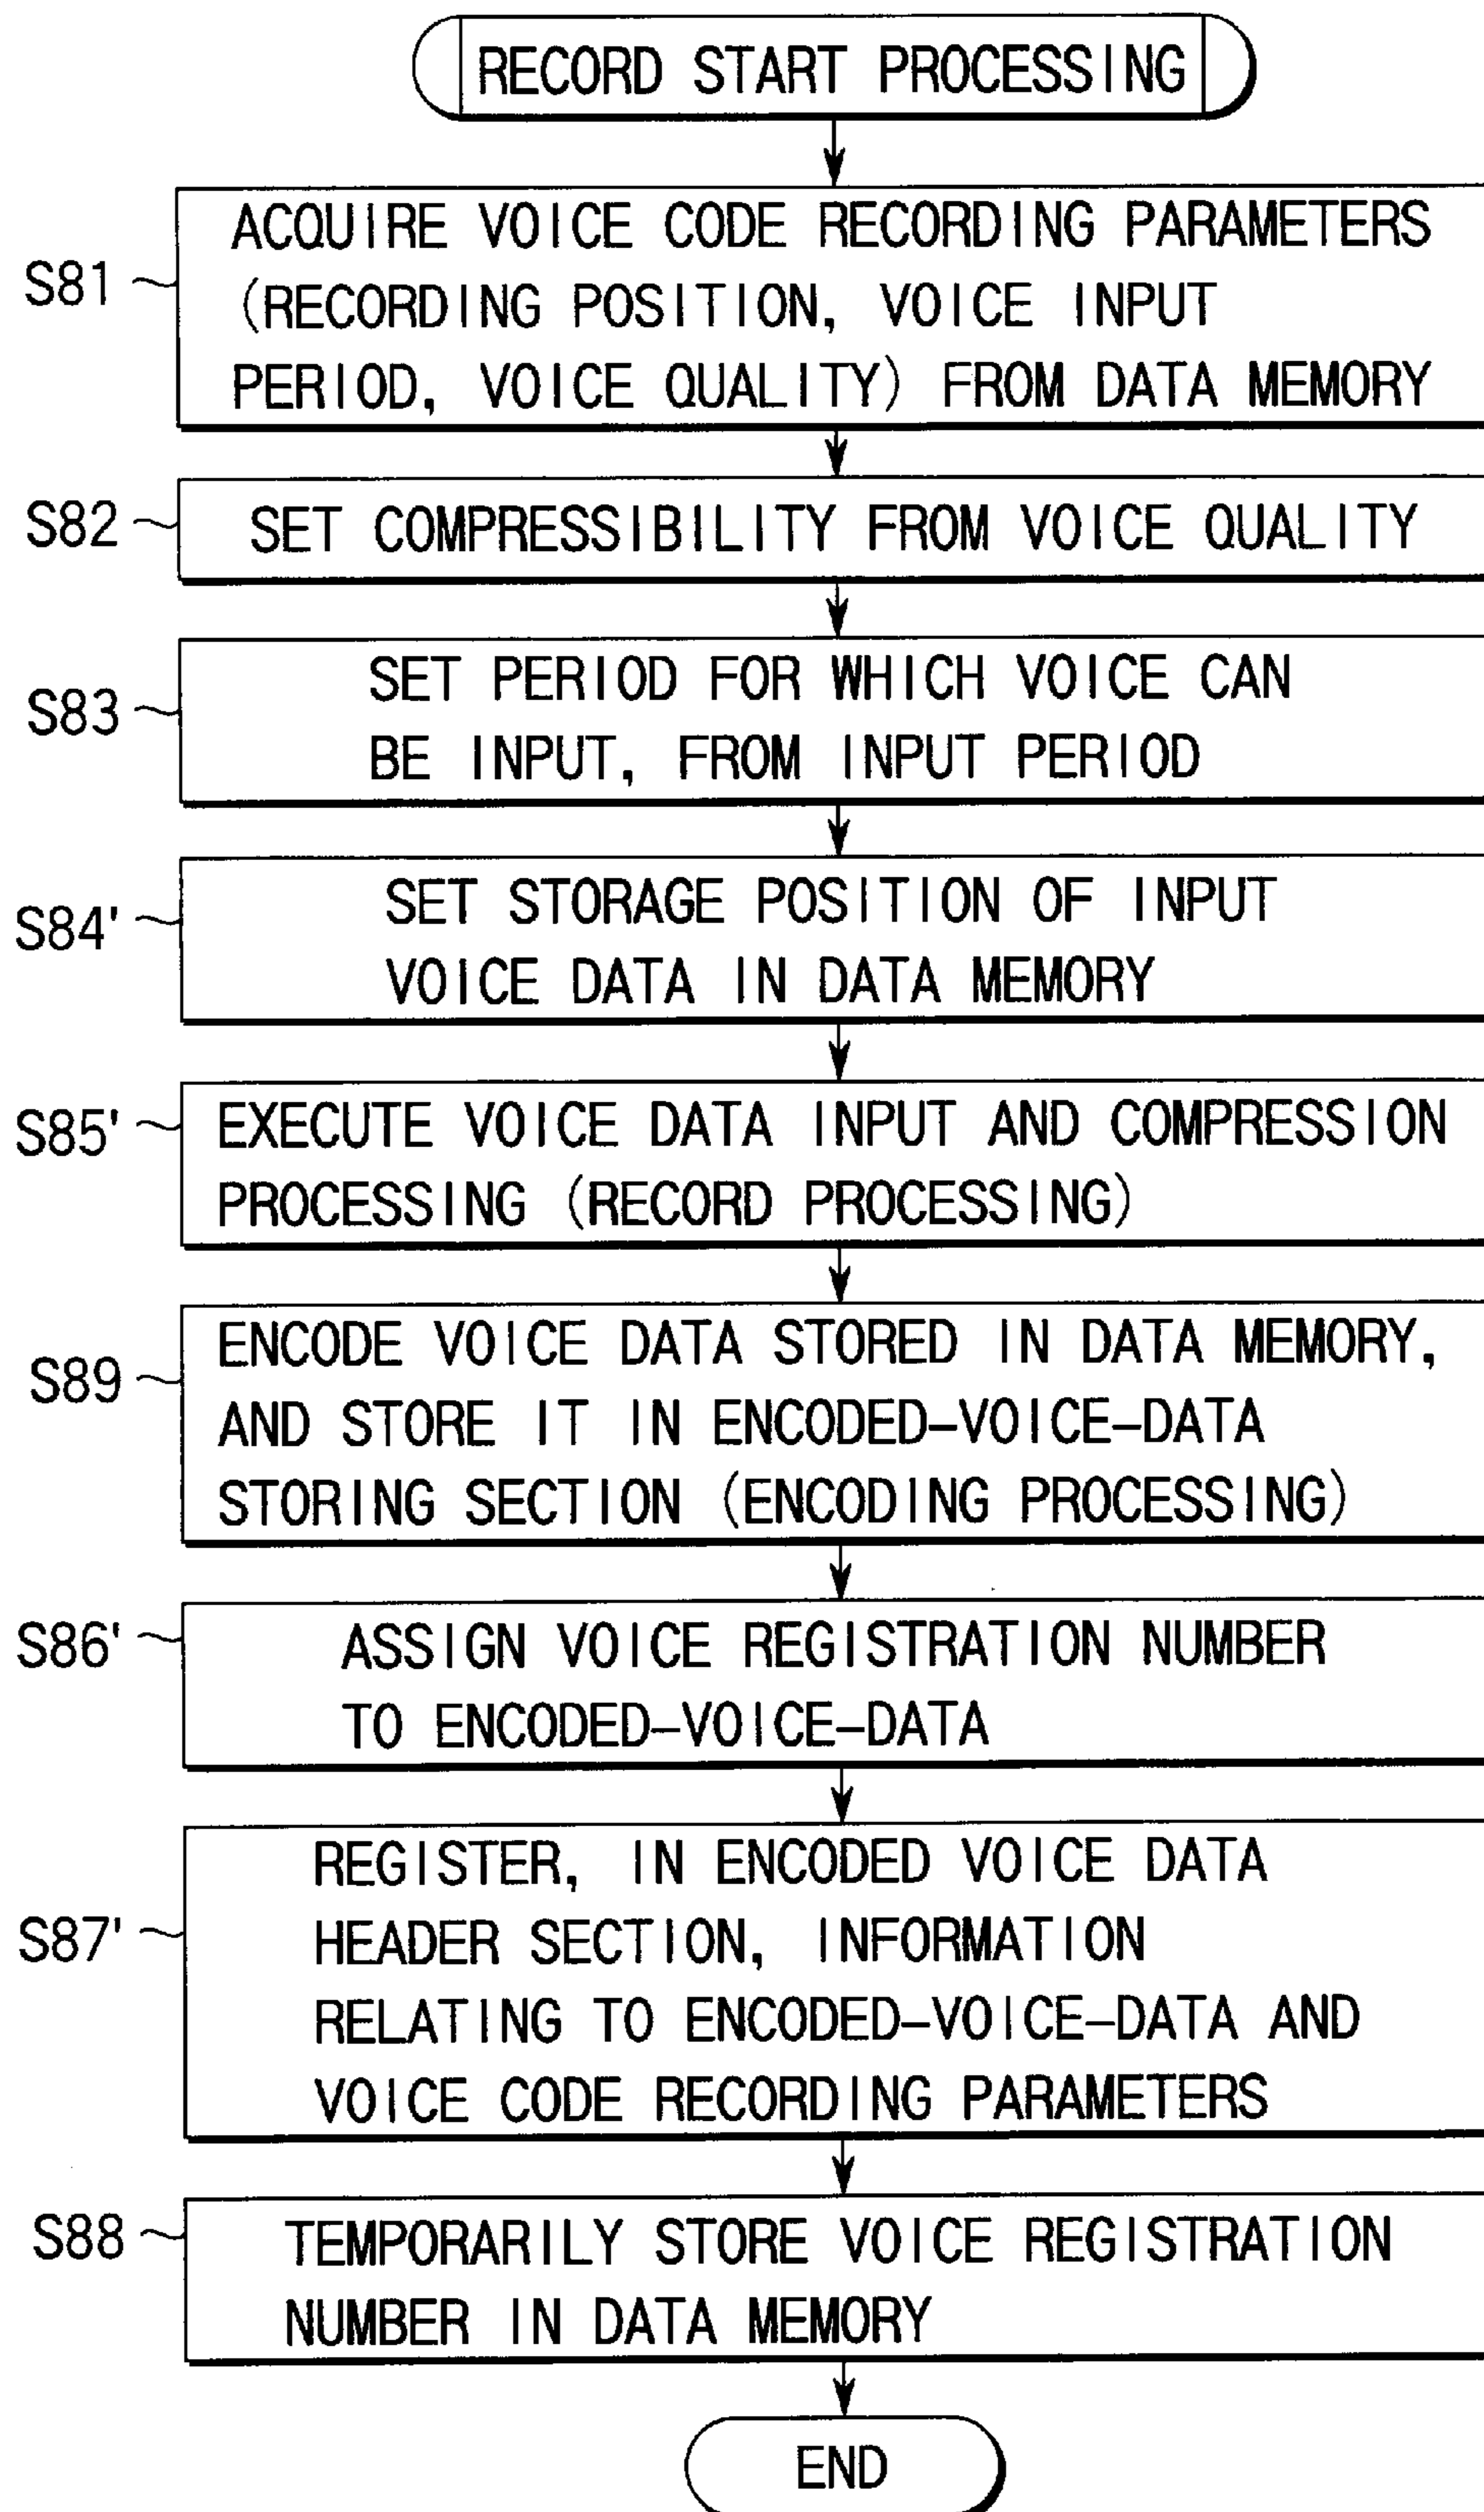 RECORD START PROCESSING
S81
ACQUIRE VOICE CODE RECORDING PARAMETERS
(RECORDING POSITION, VOICE INPUT
PERIOD, VOICE QUALITY) FROM DATA MEMORY
S82
SET COMPRESSIBILITY FROM VOICE QUALITY
S83
SET PERIOD FOR WHICH VOICE CAN
BE INPUT, FROM INPUT PERIOD
S84'
SET STORAGE POSITION OF INPUT
VOICE DATA IN DATA MEMORY
S85'
EXECUTE VOICE DATA INPUT AND COMPRESSION
PROCESSING (RECORD PROCESSING)
S89
ENCODE VOICE DATA STORED IN DATA MEMORY,
AND STORE IT IN ENCODED-VOICE-DATA
STORING SECTION (ENCODING PROCESSING)
S86'
ASSIGN VOICE REGISTRATION NUMBER
TO ENCODED-VOICE-DATA
S87'
REGISTER, IN ENCODED VOICE DATA
HEADER SECTION, INFORMATION
RELATING TO ENCODED-VOICE-DATA AND
VOICE CODE RECORDING PARAMETERS
S88
TEMPORARILY STORE VOICE REGISTRATION
NUMBER IN DATA MEMORY
END